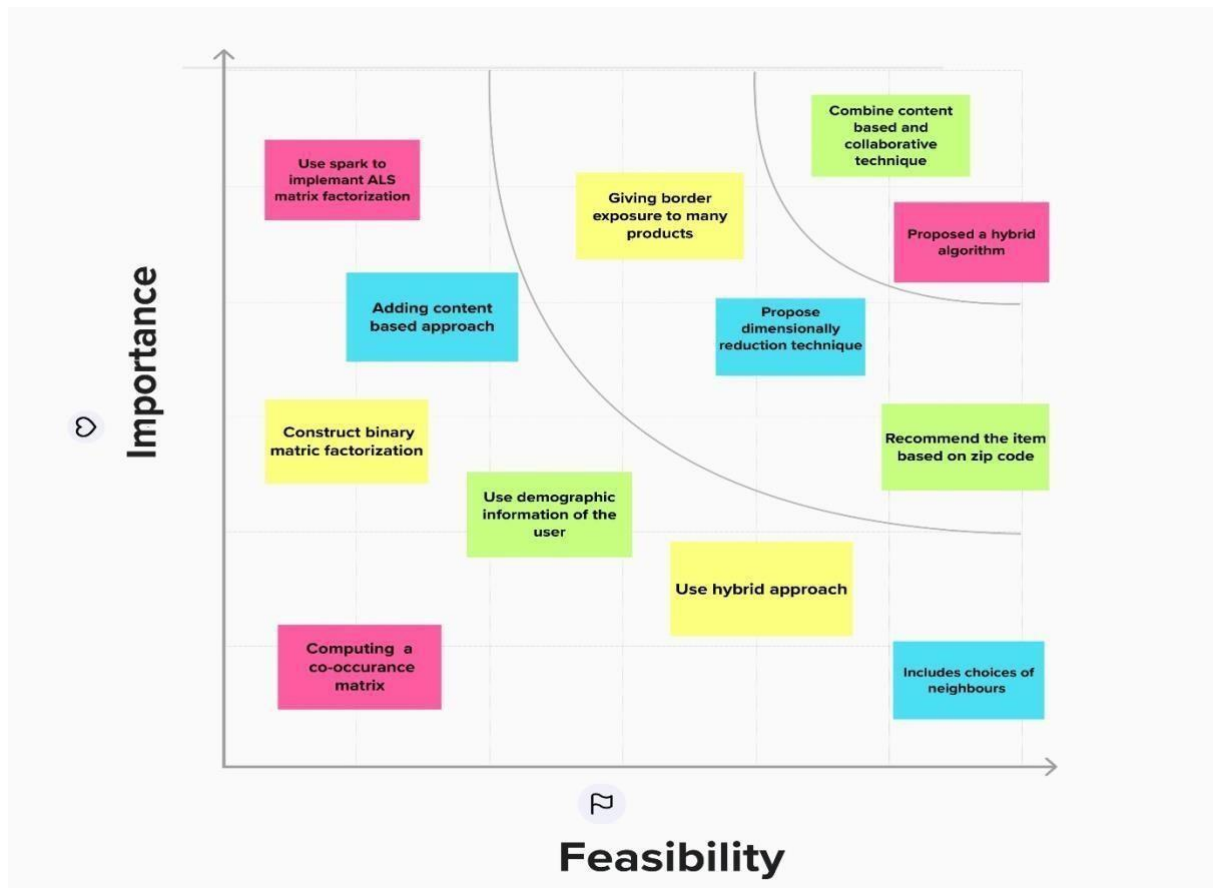 Combine content
based and
collaborative
technique
Use spark to
implemant ALS
matrix factorization
Giving border
exposure to many
products
Proposed a hybrid
algorithm
Adding content
based approach
Propose
dimensionally
reduction technique
Importance
Construct binary
matric factorization
Recommend the item
based on zip code
Use demographic
information of the
user
Use hybrid approach
Computing a
co-occurance
matrix
Includes choices of
neighbours
Feasibility